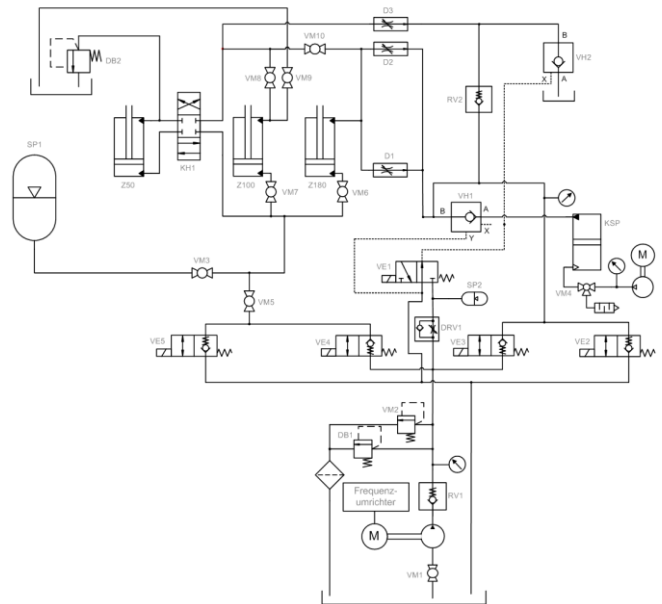 D3
B
VM10
DB2
D2
VH2
VM8
VM9
X
A
RV2
SP1
Z50
KH1
Z100
Z180
D1
VM7
VM6
VH1
B
A
X
Y
KSP
M
VM3
VE1
SP2
VM4
VM5
DRV1
VE5
VE4
VE3
VE2
VM2
DB1
Frequenz-
umrichter
RV1
M
VM1